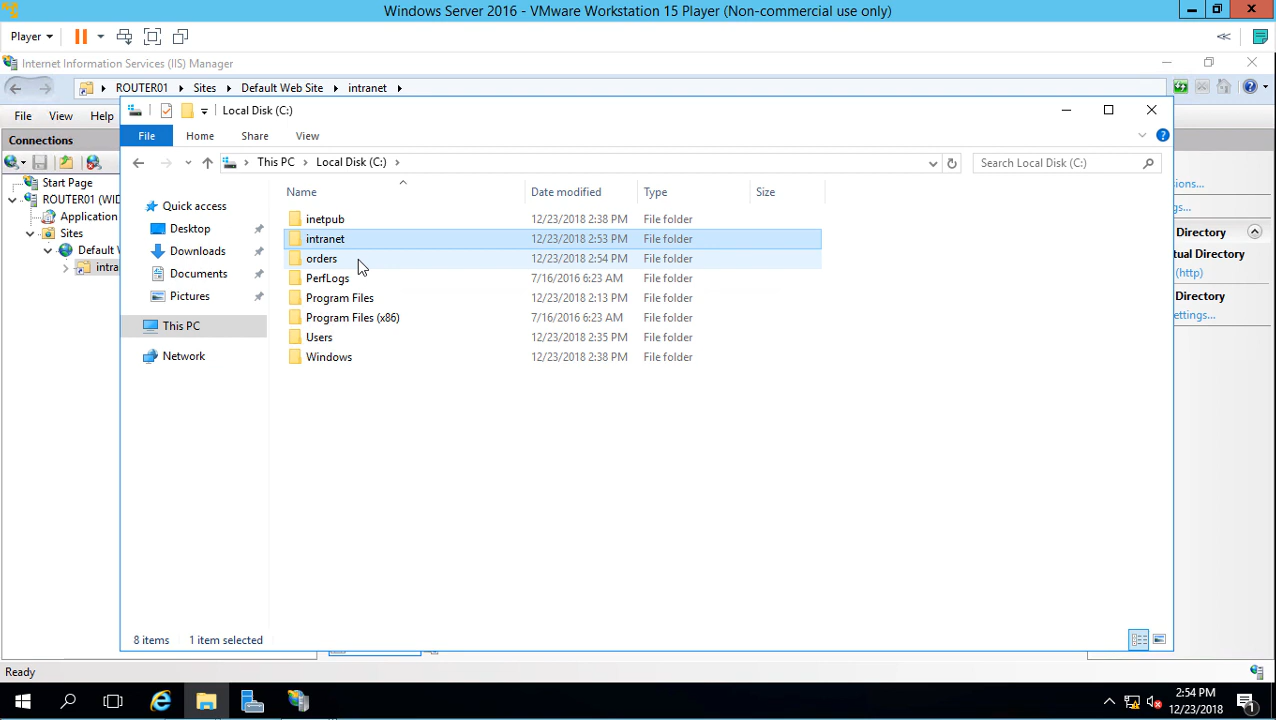 Windows Server 2016 - VMware Workstation 15 Player (Non-commercial use only)
Player
Internet Information Services (IIS) Manager
ROUTER01 Sites Default Web Site intranet
File View Help
Local Disk (C:)
File Home Share View
Connections
This PC Local Disk (C:)
Search Local Disk (C:)
Start Page
ROUTER01 (WID
Application
Sites
Default W
intra
Quick access
Desktop
Downloads
Documents
Pictures
This PC
Network
Name Date modified Type Size
inetpub 12/23/2018 2:38 PM File folder
intranet 12/23/2018 2:53 PM File folder
orders 12/23/2018 2:54 PM File folder
PerfLogs 7/16/2016 6:23 AM File folder
Program Files 12/23/2018 2:13 PM File folder
Program Files (x86) 7/16/2016 6:23 AM File folder
Users 12/23/2018 2:35 PM File folder
Windows 12/23/2018 2:38 PM File folder
sions...
gs...
Directory
tual Directory
(http)
Directory
ettings...
8 items 1 item selected
Ready
2:54 PM
12/23/2018
1